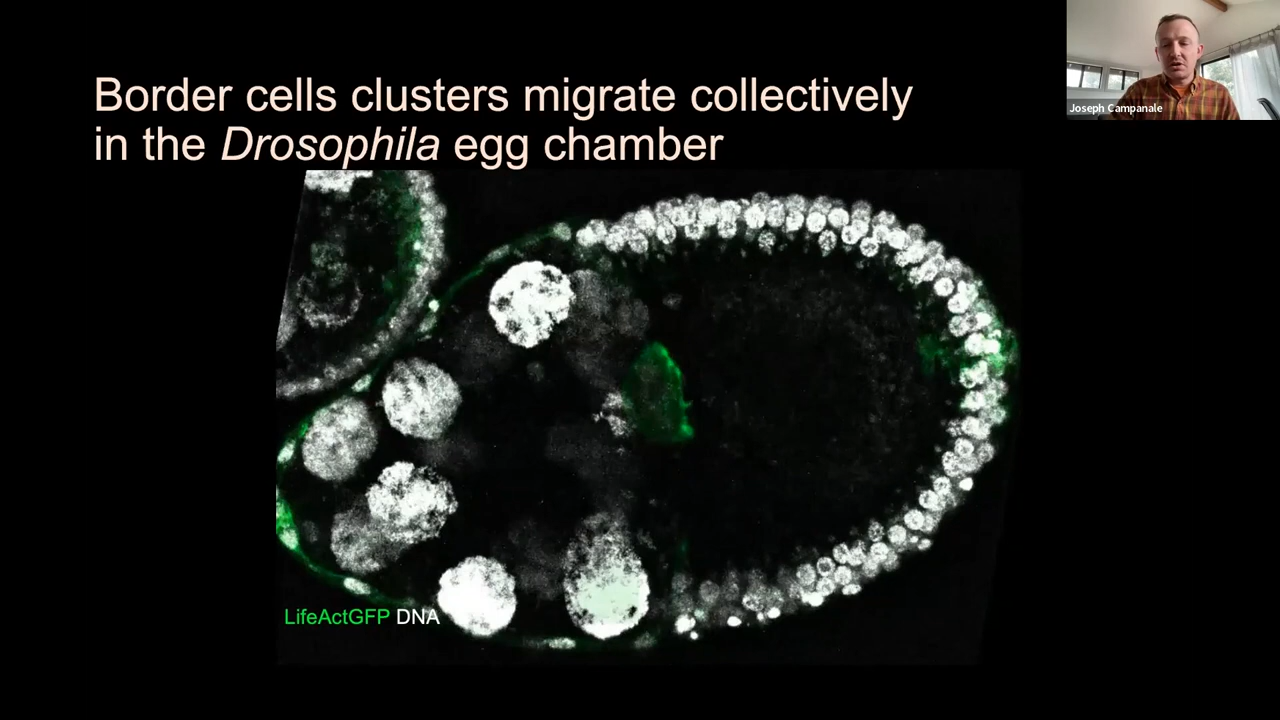 Border cells clusters migrate collectively
in the Drosophila egg chamber
Joseph Campanale
LifeActGFP DNA